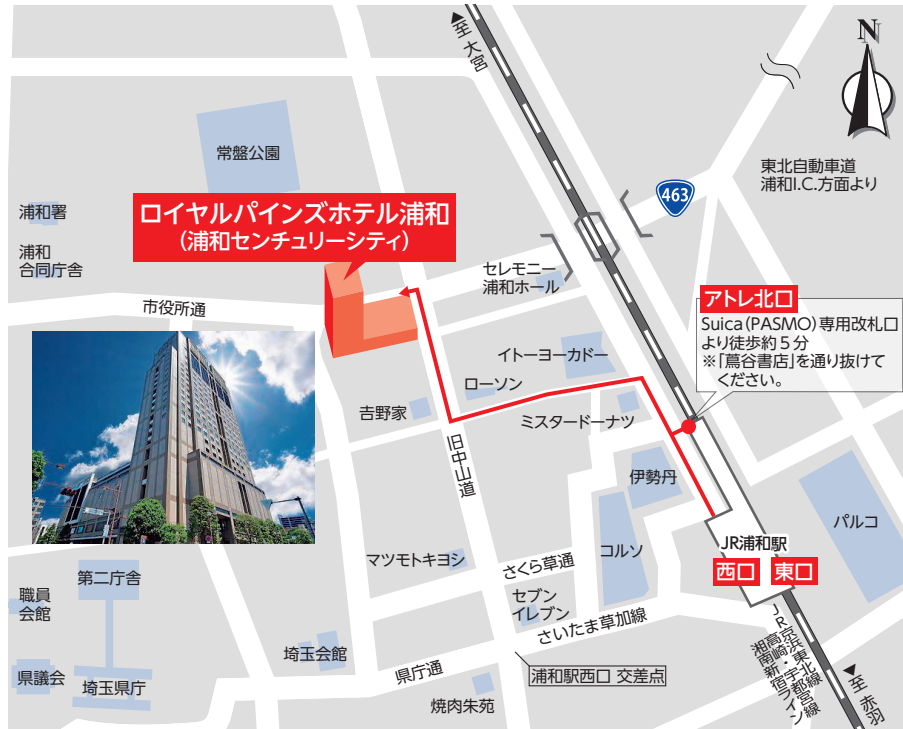 至大宮
N
常盤公園
463
東北自動車道
浦和I.C.方面より
浦和署
ロイヤルパインズホテル浦和
(浦和センチュリーシティ)
浦和
合同庁舎
セレモニー
浦和ホール
市役所通
アトレ北口
Suica(PASMO)専用改札口
より徒歩約5分
※「蔦谷書店」を通り抜けて
ください。
イトーヨーカドー
ローソン
吉野家
ミスタードーナツ
旧中山道
伊勢丹
パルコ
コルソ
JR浦和駅
西口
東口
マツモトキヨシ
さくら草通
第二庁舎
職員
会館
セブン
イレブン
さいたま草加線
埼玉会館
県庁通
浦和駅西口 交差点
県議会
埼玉県庁
焼肉朱苑
JR京浜東北線
高崎・宇都宮線
湘南新宿ライン
至赤羽